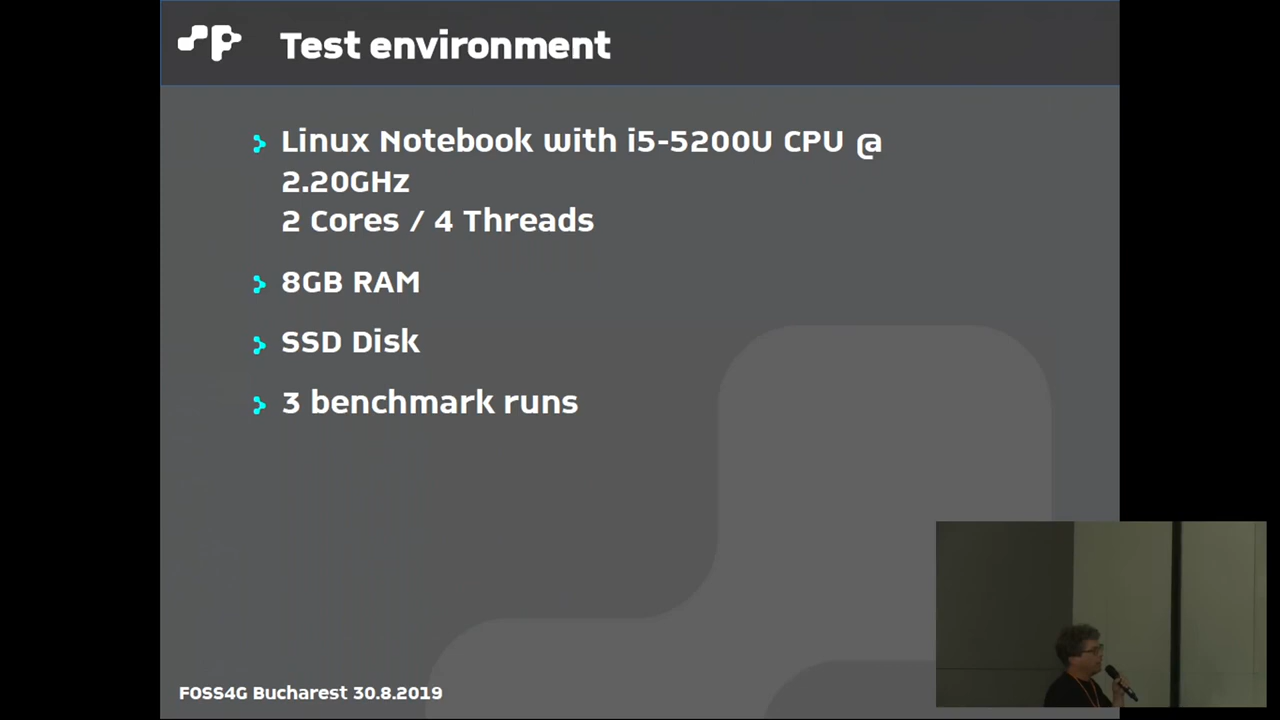 Test environment
Linux Notebook with i5-5200U CPU @
2.20GHz
2 Cores / 4 Threads
8GB RAM
SSD Disk
3 benchmark runs
FOSS4G Bucharest 30.8.2019